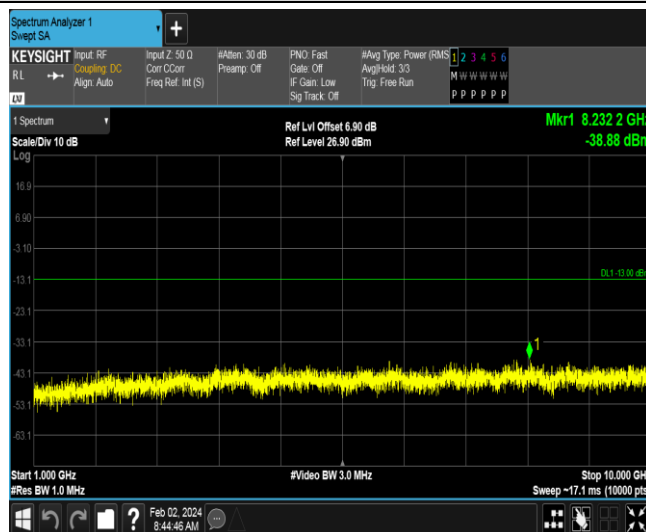 Spectrum Analyzer 1
Swept SA
KEYSIGHT
RL
LXI
Input: RF
Coupling: DC
Align: Auto
Input Z: 50 Ω
Corr CCorr
Freq Ref: Int (S)
#Atten: 30 dB
Preamp: Off
PNO: Fast
Gate: Off
IF Gain: Low
Sig Track: Off
#Avg Type: Power (RMS
Avg|Hold: 3/3
Trig: Free Run
1 2 3 4 5 6
M W W W W W
P P P P P P
1 Spectrum
Scale/Div 10 dB
Log
Ref Lvl Offset 6.90 dB
Ref Level 26.90 dBm
Mkr1 8.232 2 GHz
-38.88 dBm
16.9
6.90
-3.10
-13.1
-23.1
-33.1
-43.1
-53.1
-63.1
DL1 -13.00 dBm
1
Start 1.000 GHz
#Res BW 1.0 MHz
#Video BW 3.0 MHz
Stop 10.000 GHz
Sweep ~17.1 ms (10000 pts
?
Feb 02, 2024
8:44:46 AM